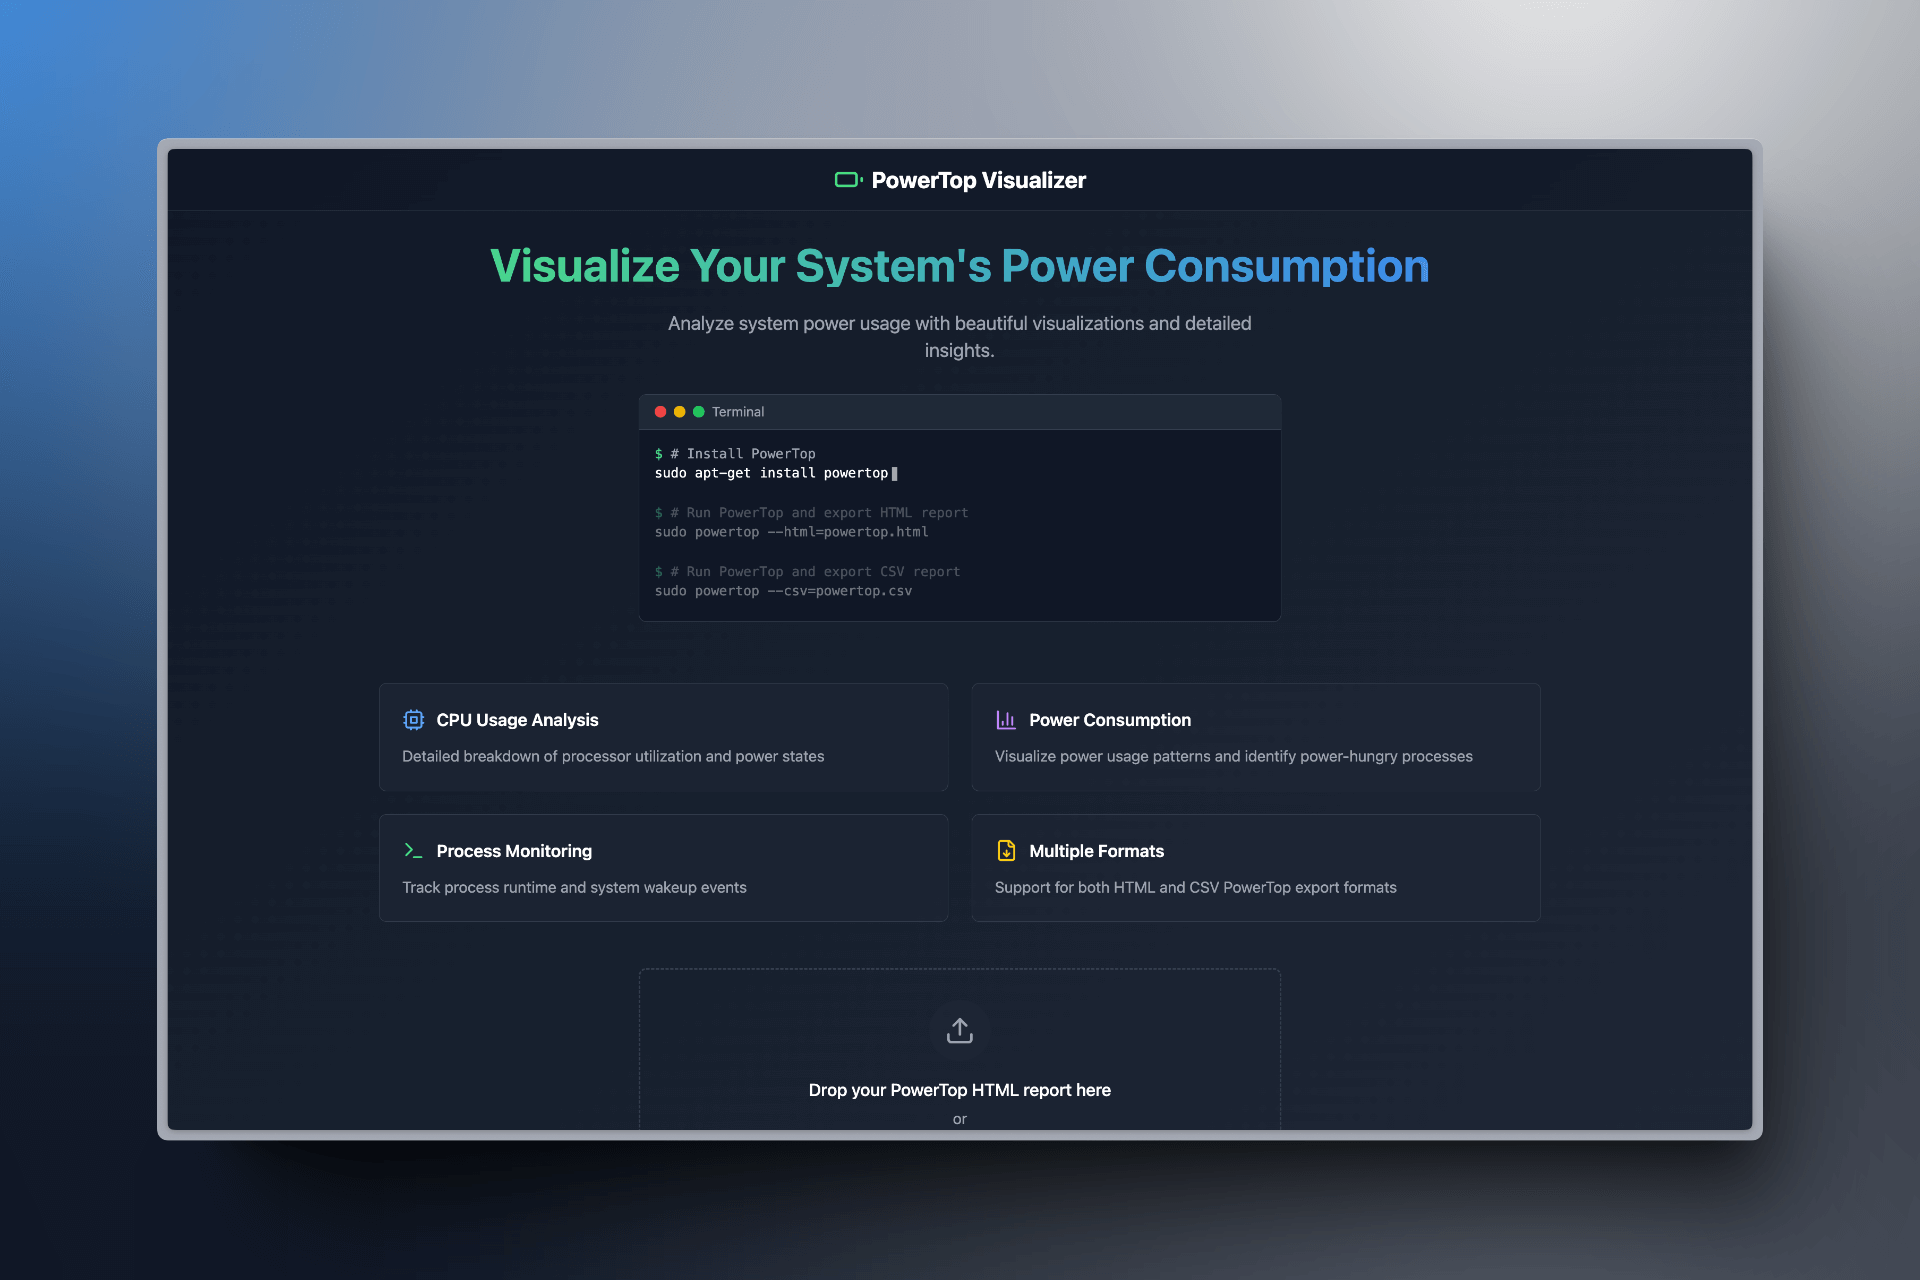 PowerTop Visualizer
Visualize Your System's Power Consumption
Analyze system power usage with beautiful visualizations and detailed
insights.
Terminal
$ # Install PowerTop
sudo apt-get install powertop
$ # Run PowerTop and export HTML report
sudo powertop --html=powertop.html
$ # Run PowerTop and export CSV report
sudo powertop --csv=powertop.csv
CPU Usage Analysis
Detailed breakdown of processor utilization and power states
Power Consumption
Visualize power usage patterns and identify power-hungry processes
Process Monitoring
Track process runtime and system wakeup events
Multiple Formats
Support for both HTML and CSV PowerTop export formats
Drop your PowerTop HTML report here
or